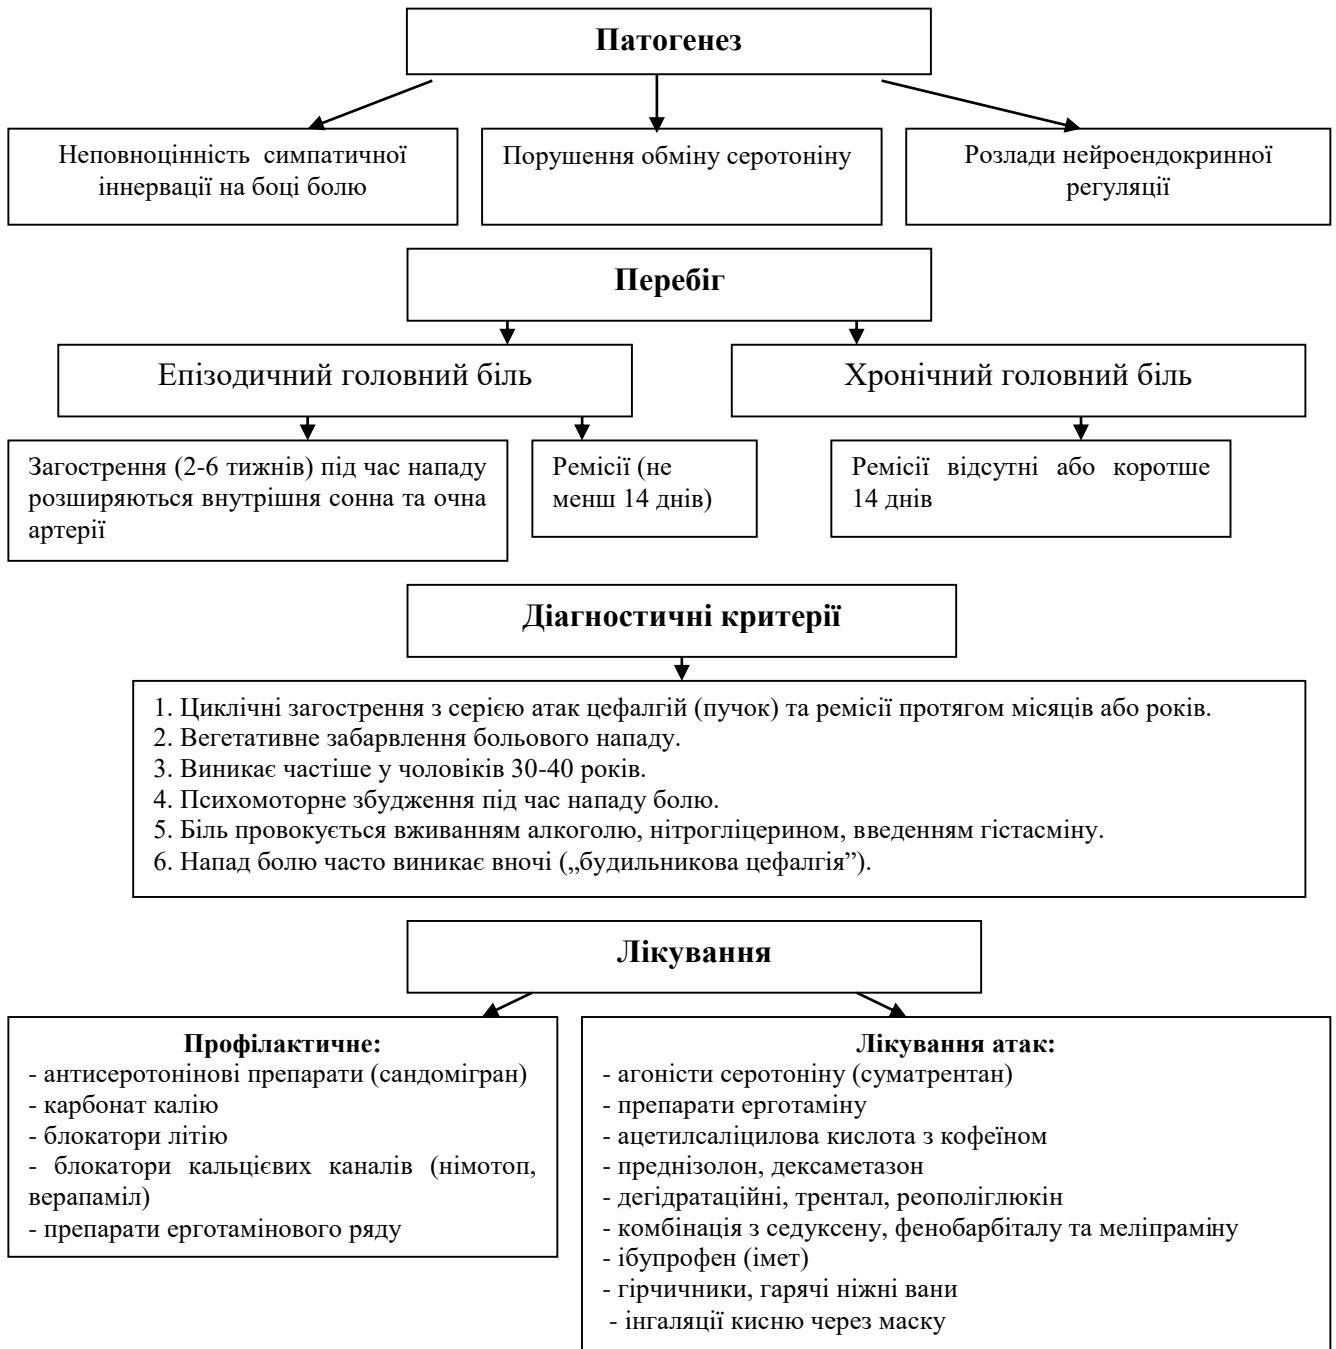 Патогенез
Неповноцінність симпатичної
іннервації на боці болю
Порушення обміну серотоніну
Розлади нейроендокринної
регуляції
Перебіг
Епізодичний головний біль
Хронічний головний біль
Загострення (2-6 тижнів) під час нападу
розширяються внутрішня сонна та очна
артерії
Ремісії (не
менш 14 днів)
Ремісії відсутні або коротше
14 днів
Діагностичні критерії
1. Циклічні загострення з серією атак цефалгій (пучок) та ремісії протягом місяців або років.
2. Вегетативне забарвлення больового нападу.
3. Виникає частіше у чоловіків 30-40 років.
4. Психомоторне збудження під час нападу болю.
5. Біль провокується вживанням алкоголю, нітрогліцерином, введенням гістасміну.
6. Напад болю часто виникає вночі („будильникова цефалгія”).
Лікування
Профілактичне:
- антисеротонінові препарати (сандомігран)
- карбонат калію
- блокатори літію
- блокатори кальцієвих каналів (німотоп,
верапаміл)
- препарати ерготамінового ряду
Лікування атак:
- агоністи серотоніну (суматрентан)
- препарати ерготаміну
- ацетилсаліцилова кислота з кофеїном
- преднізолон, дексаметазон
- дегідратаційні, трентал, реополіглюкін
- комбінація з седуксену, фенобарбіталу та меліпраміну
- ібупрофен (імет)
- гірчичники, гарячі ніжні вани
- інгаляції кисню через маску